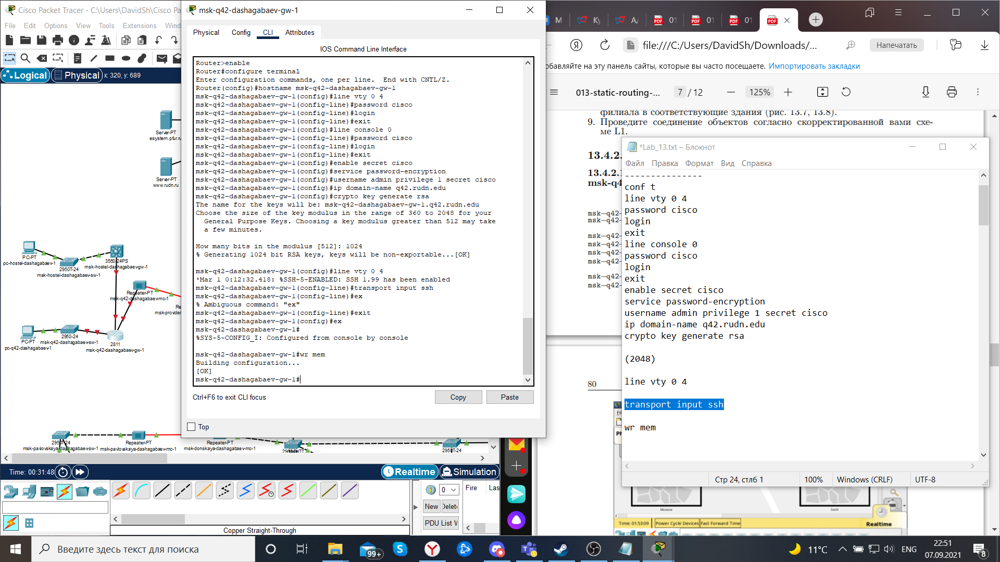 Cisco Packet Tracer - C:\Users\DavidSh\Cisco Pa
File Edit Options View Tools Extensions Wind
Logical Physical x: 320, y: 689
Server-PT
esystem.pfur.ru
Server-PT
www.rudn.ru
PC-PT
pc-hostel-dashagabaev-1
2950T-24
msk-hostel-dashagabaev-sw-1
3560-24PS
msk-hostel-dashagabaev-gw-1
Repeater-PT
msk-q42-dashagabaev-mc-1
Re
msk-provider
PC-PT
pc-q42-dashagabaev-1
2950-24
msk-q42-dashagabaev-sw-1
2811
msk-q42-dashagabaev-gw-1
2950T-24
msk-pavlovskaya-dashagabaev-sw-1
Repeater-PT
msk-pavlovskaya-dashagabaev-mc-1
Repeater-PT
msk-donskaya-dashagabaev-mc-1
2950T-24
Time: 00:31:48
Realtime Simulation
0
Fire Las
New Delete
PDU List W
Copper Straight-Through
msk-q42-dashagabaev-gw-1
Physical Config CLI Attributes
IOS Command Line Interface
Router>enable
Router#configure terminal
Enter configuration commands, one per line. End with CNTL/Z.
Router(config)#hostname msk-q42-dashagabaev-gw-1
msk-q42-dashagabaev-gw-1(config)#line vty 0 4
msk-q42-dashagabaev-gw-1(config-line)#password cisco
msk-q42-dashagabaev-gw-1(config-line)#login
msk-q42-dashagabaev-gw-1(config-line)#exit
msk-q42-dashagabaev-gw-1(config)#line console 0
msk-q42-dashagabaev-gw-1(config-line)#password cisco
msk-q42-dashagabaev-gw-1(config-line)#login
msk-q42-dashagabaev-gw-1(config-line)#exit
msk-q42-dashagabaev-gw-1(config)#enable secret cisco
msk-q42-dashagabaev-gw-1(config)#service password-encryption
msk-q42-dashagabaev-gw-1(config)#username admin privilege 1 secret cisco
msk-q42-dashagabaev-gw-1(config)#ip domain-name q42.rudn.edu
msk-q42-dashagabaev-gw-1(config)#crypto key generate rsa
The name for the keys will be: msk-q42-dashagabaev-gw-1.q42.rudn.edu
Choose the size of the key modulus in the range of 360 to 2048 for your
General Purpose Keys. Choosing a key modulus greater than 512 may take
a few minutes.
How many bits in the modulus [512]: 1024
% Generating 1024 bit RSA keys, keys will be non-exportable...[OK]
msk-q42-dashagabaev-gw-1(config)#line vty 0 4
*Mar 1 0:12:32.418: %SSH-5-ENABLED: SSH 1.99 has been enabled
msk-q42-dashagabaev-gw-1(config-line)#transport input ssh
msk-q42-dashagabaev-gw-1(config-line)#ex
% Ambiguous command: "ex"
msk-q42-dashagabaev-gw-1(config-line)#exit
msk-q42-dashagabaev-gw-1(config)#ex
msk-q42-dashagabaev-gw-1#
%SYS-5-CONFIG_I: Configured from console by console
msk-q42-dashagabaev-gw-1#wr mem
Building configuration...
[OK]
msk-q42-dashagabaev-gw-1#
Ctrl+F6 to exit CLI focus
Copy Paste
Top
М Ку А 01 01 01
file:///C:/Users/DavidSh/Downloads/... Напечатать
обавляйте на эту панель сайты, которые вы часто посещаете. Импортировать закладки
013-static-routing-... 7 / 12 125%
филиала в соответствующие здания (рис. 13.7, 13.8).
9. Проведите соединение объектов согласно скорректированной вами схе-
ме L1.
13.4.2.
13.4.2.1
msk-q4
msk-q42-
msk-q42-
msk-q42-
msk-q42-
msk-q42-
msk-q42-
msk-q42-
msk-q42-
80
*Lab_13.txt – Блокнот
Файл Правка Формат Вид Справка
---------------
conf t
line vty 0 4
password cisco
login
exit
line console 0
password cisco
login
exit
enable secret cisco
service password-encryption
username admin privilege 1 secret cisco
ip domain-name q42.rudn.edu
crypto key generate rsa
(2048)
line vty 0 4
transport input ssh
wr mem
Стр 24, стлб 1 100% Windows (CRLF) UTF-8
Moscow Sochi
Time: 01:53:09 Power Cycle Devices Fast Forward Time Realtime
Введите здесь текст для поиска
99+
11°C ENG
22:51
07.09.2021
8